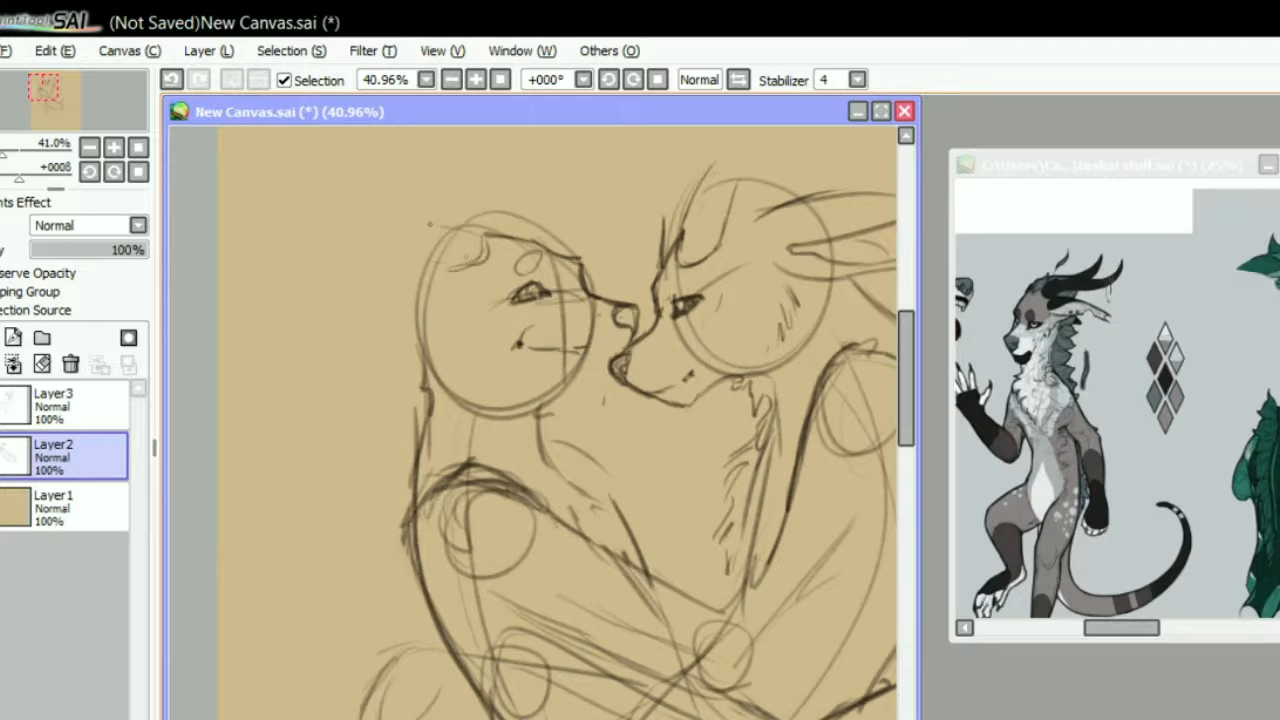 SAI (Not Saved)New Canvas.sai (*)
Edit (E) Canvas (C) Layer (L) Selection (S) Filter (T) View (V) Window (W) Others (O)
Selection 40.96% +000° Normal Stabilizer 4
New Canvas.sai (*) (40.96%)
41.0%
Effect
Normal
100%
Layer3
Normal
100%
Layer2
Normal
100%
Layer1
Normal
100%